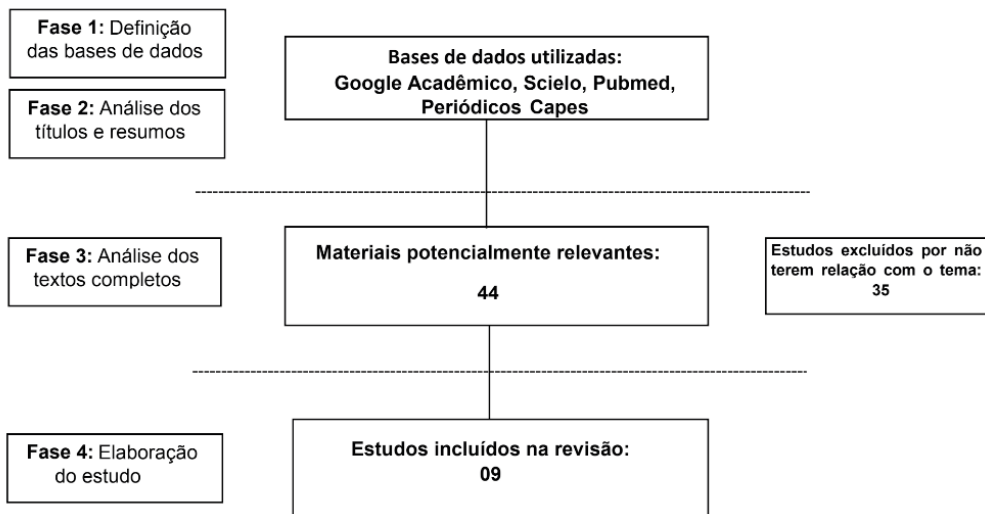 Fase 1: Definição
das bases de dados
Bases de dados utilizadas:
Google Acadêmico, Scielo, Pubmed,
Periódicos Capes
Fase 2: Análise dos
títulos e resumos
Fase 3: Análise dos
textos completos
Materiais potencialmente relevantes:
44
Estudos excluídos por não
terem relação com o tema:
35
Fase 4: Elaboração
do estudo
Estudos incluídos na revisão:
09